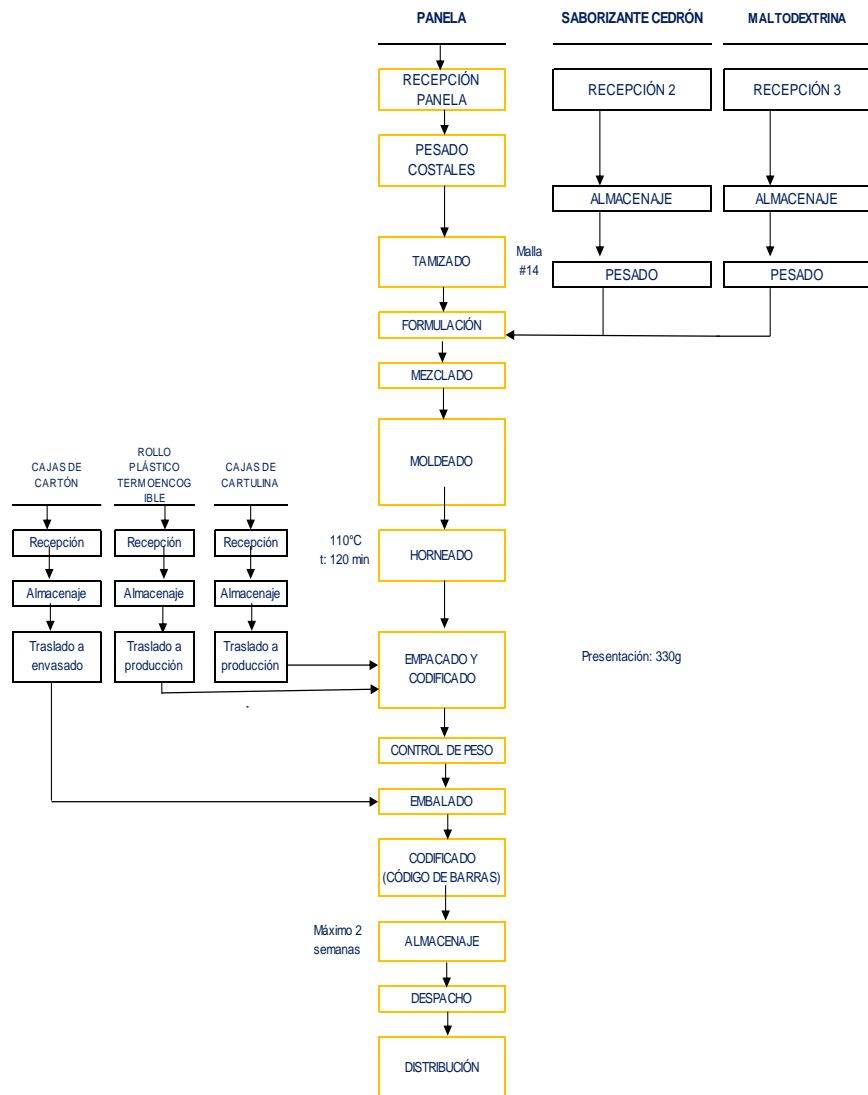 PANELA
SABORIZANTE CEDRÓN
MALTODEXTRINA
RECEPCIÓN
PANELA
RECEPCIÓN 2
RECEPCIÓN 3
PESADO
COSTALES
ALMACENAJE
ALMACENAJE
TAMIZADO
Malla
#14
PESADO
PESADO
FORMULACIÓN
MEZCLADO
MOLDEADO
CAJAS DE
CARTÓN
ROLLO
PLÁSTICO
TERMOENCOG
IBLE
CAJAS DE
CARTULINA
Recepción
Recepción
Recepción
110°C
t: 120 min
HORNEADO
Almacenaje
Almacenaje
Almacenaje
Traslado a
envasado
Traslado a
producción
Traslado a
producción
EMPACADO Y
CODIFICADO
Presentación: 330g
CONTROL DE PESO
EMBALADO
CODIFICADO
(CÓDIGO DE BARRAS)
Máximo 2
semanas
ALMACENAJE
DESPACHO
DISTRIBUCIÓN